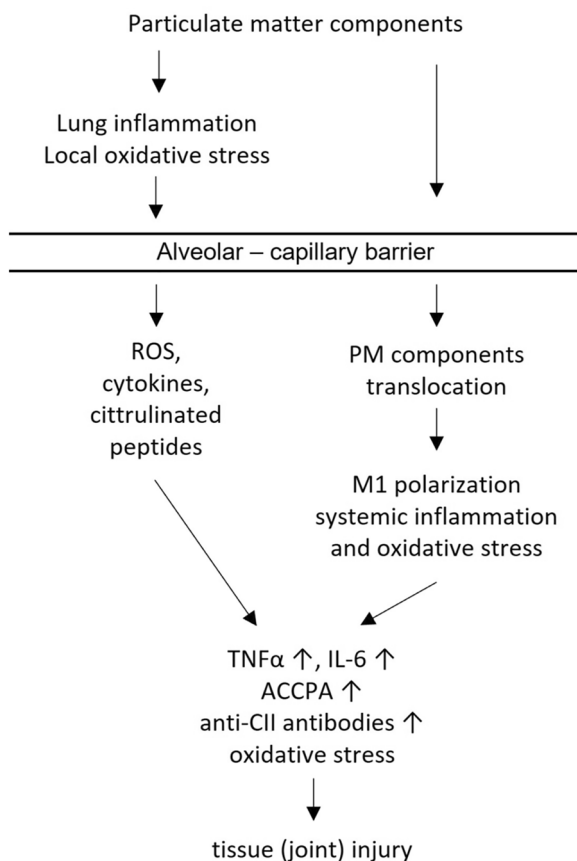 Particulate matter components
Lung inflammation
Local oxidative stress
Alveolar – capillary barrier
ROS,
cytokines,
cittrulinated
peptides
PM components
translocation
M1 polarization
systemic inflammation
and oxidative stress
TNFα ↑, IL-6 ↑
ACCPA ↑
anti-CII antibodies ↑
oxidative stress
tissue (joint) injury